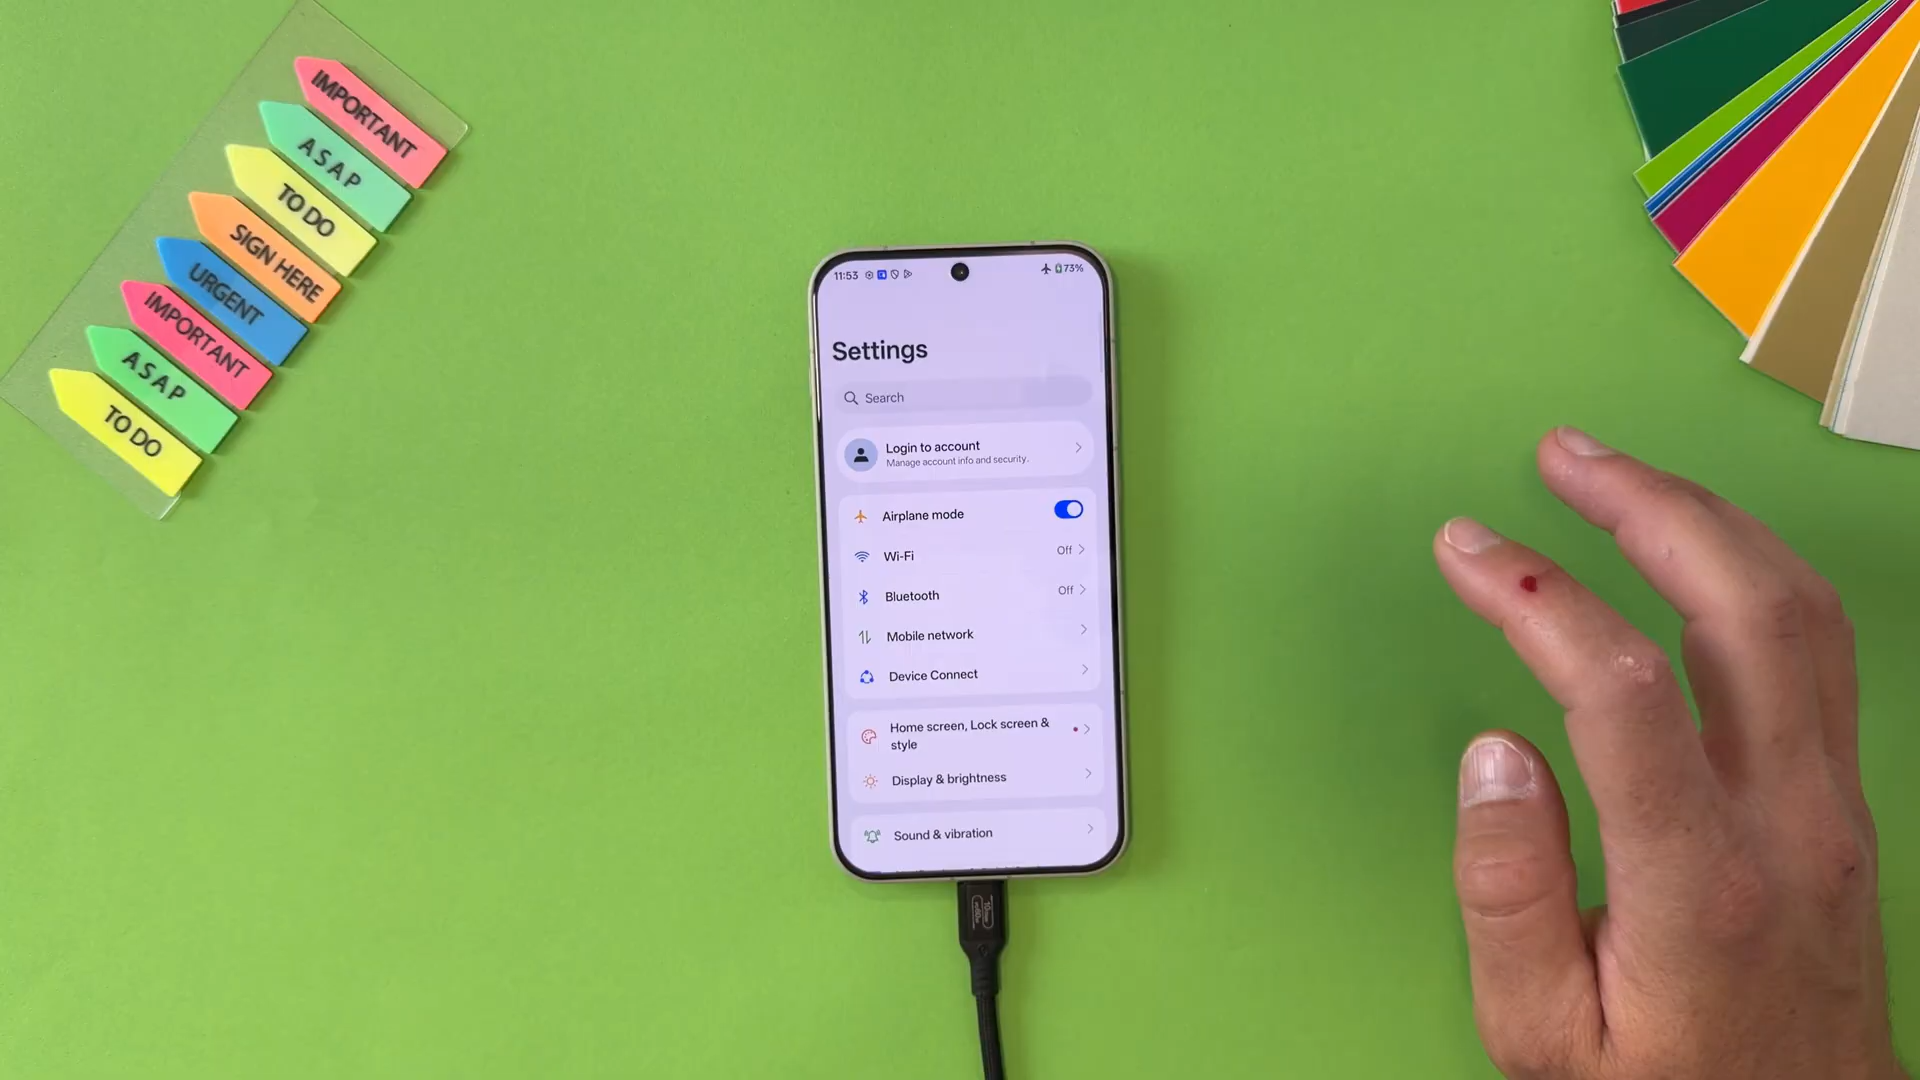 IMPORTANT
ASAP
TO DO
SIGN HERE
URGENT
IMPORTANT
ASAP
TO DO
11:53
73%
Settings
Search
Login to account
Manage account info and security.
Airplane mode
Wi-Fi Off
Bluetooth Off
Mobile network
Device Connect
Home screen, Lock screen &
style
Display & brightness
Sound & vibration